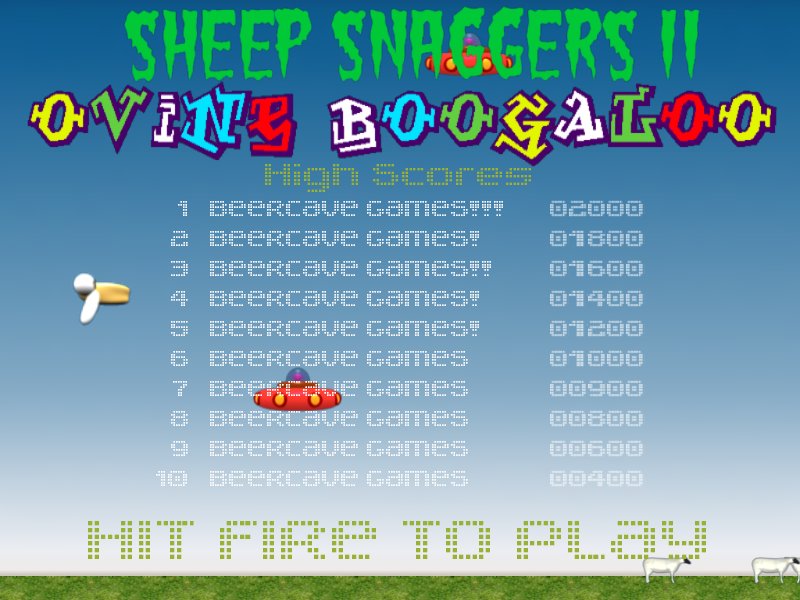 SHEEP SNAGGERS II
OVINE BOOGALOO
High Scores
1 Beercave Games!!! 02000
2 Beercave Games! 01800
3 Beercave Games!! 01600
4 Beercave Games! 01400
5 Beercave Games! 01200
6 Beercave Games 01000
7 Beercave Games 00900
8 Beercave Games 00800
9 Beercave Games 00600
10 Beercave Games 00400
HIT FIRE TO PLAY